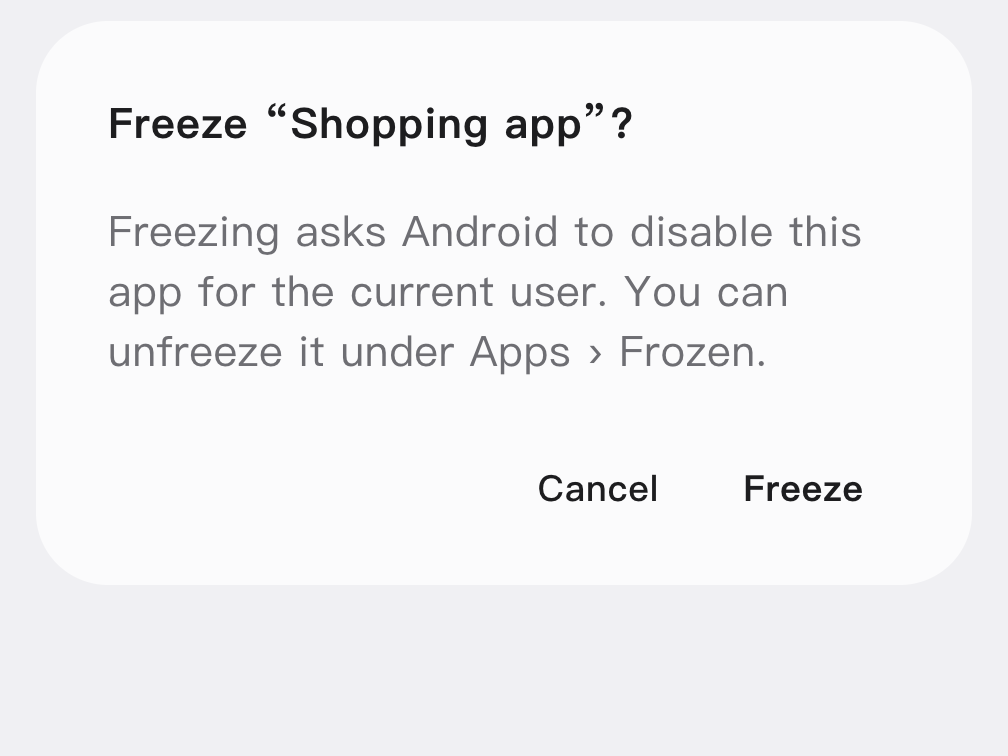 Freeze “Shopping app”?
Freezing asks Android to disable this
app for the current user. You can
unfreeze it under Apps › Frozen.
Cancel Freeze